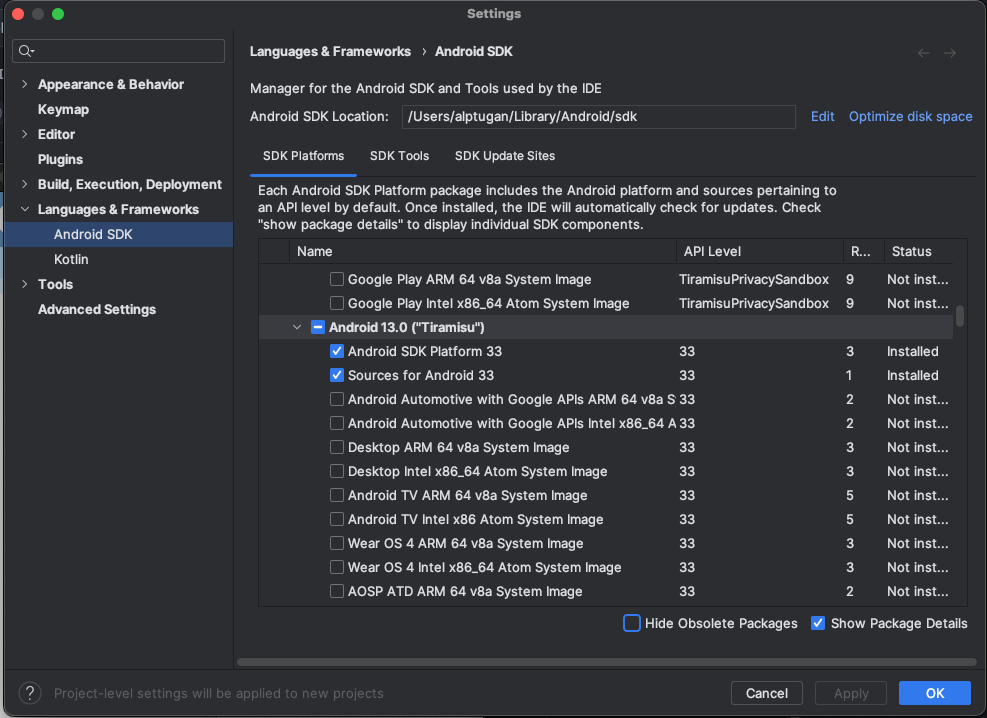 Settings
Languages & Frameworks › Android SDK
Appearance & Behavior
Keymap
Editor
Plugins
Build, Execution, Deployment
Languages & Frameworks
Android SDK
Kotlin
Tools
Advanced Settings
Manager for the Android SDK and Tools used by the IDE
Android SDK Location: /Users/alptugan/Library/Android/sdk Edit Optimize disk space
SDK Platforms SDK Tools SDK Update Sites
Each Android SDK Platform package includes the Android platform and sources pertaining to
an API level by default. Once installed, the IDE will automatically check for updates. Check
"show package details" to display individual SDK components.
Name API Level R... Status
Google Play ARM 64 v8a System Image TiramisuPrivacySandbox 9 Not inst...
Google Play Intel x86_64 Atom System Image TiramisuPrivacySandbox 9 Not inst...
Android 13.0 ("Tiramisu")
Android SDK Platform 33 33 3 Installed
Sources for Android 33 33 1 Installed
Android Automotive with Google APIs ARM 64 v8a S 33 2 Not inst...
Android Automotive with Google APIs Intel x86_64 A 33 2 Not inst...
Desktop ARM 64 v8a System Image 33 3 Not inst...
Desktop Intel x86_64 Atom System Image 33 3 Not inst...
Android TV ARM 64 v8a System Image 33 5 Not inst...
Android TV Intel x86 Atom System Image 33 5 Not inst...
Wear OS 4 ARM 64 v8a System Image 33 3 Not inst...
Wear OS 4 Intel x86_64 Atom System Image 33 3 Not inst...
AOSP ATD ARM 64 v8a System Image 33 2 Not inst...
Hide Obsolete Packages Show Package Details
? Project-level settings will be applied to new projects Cancel Apply OK